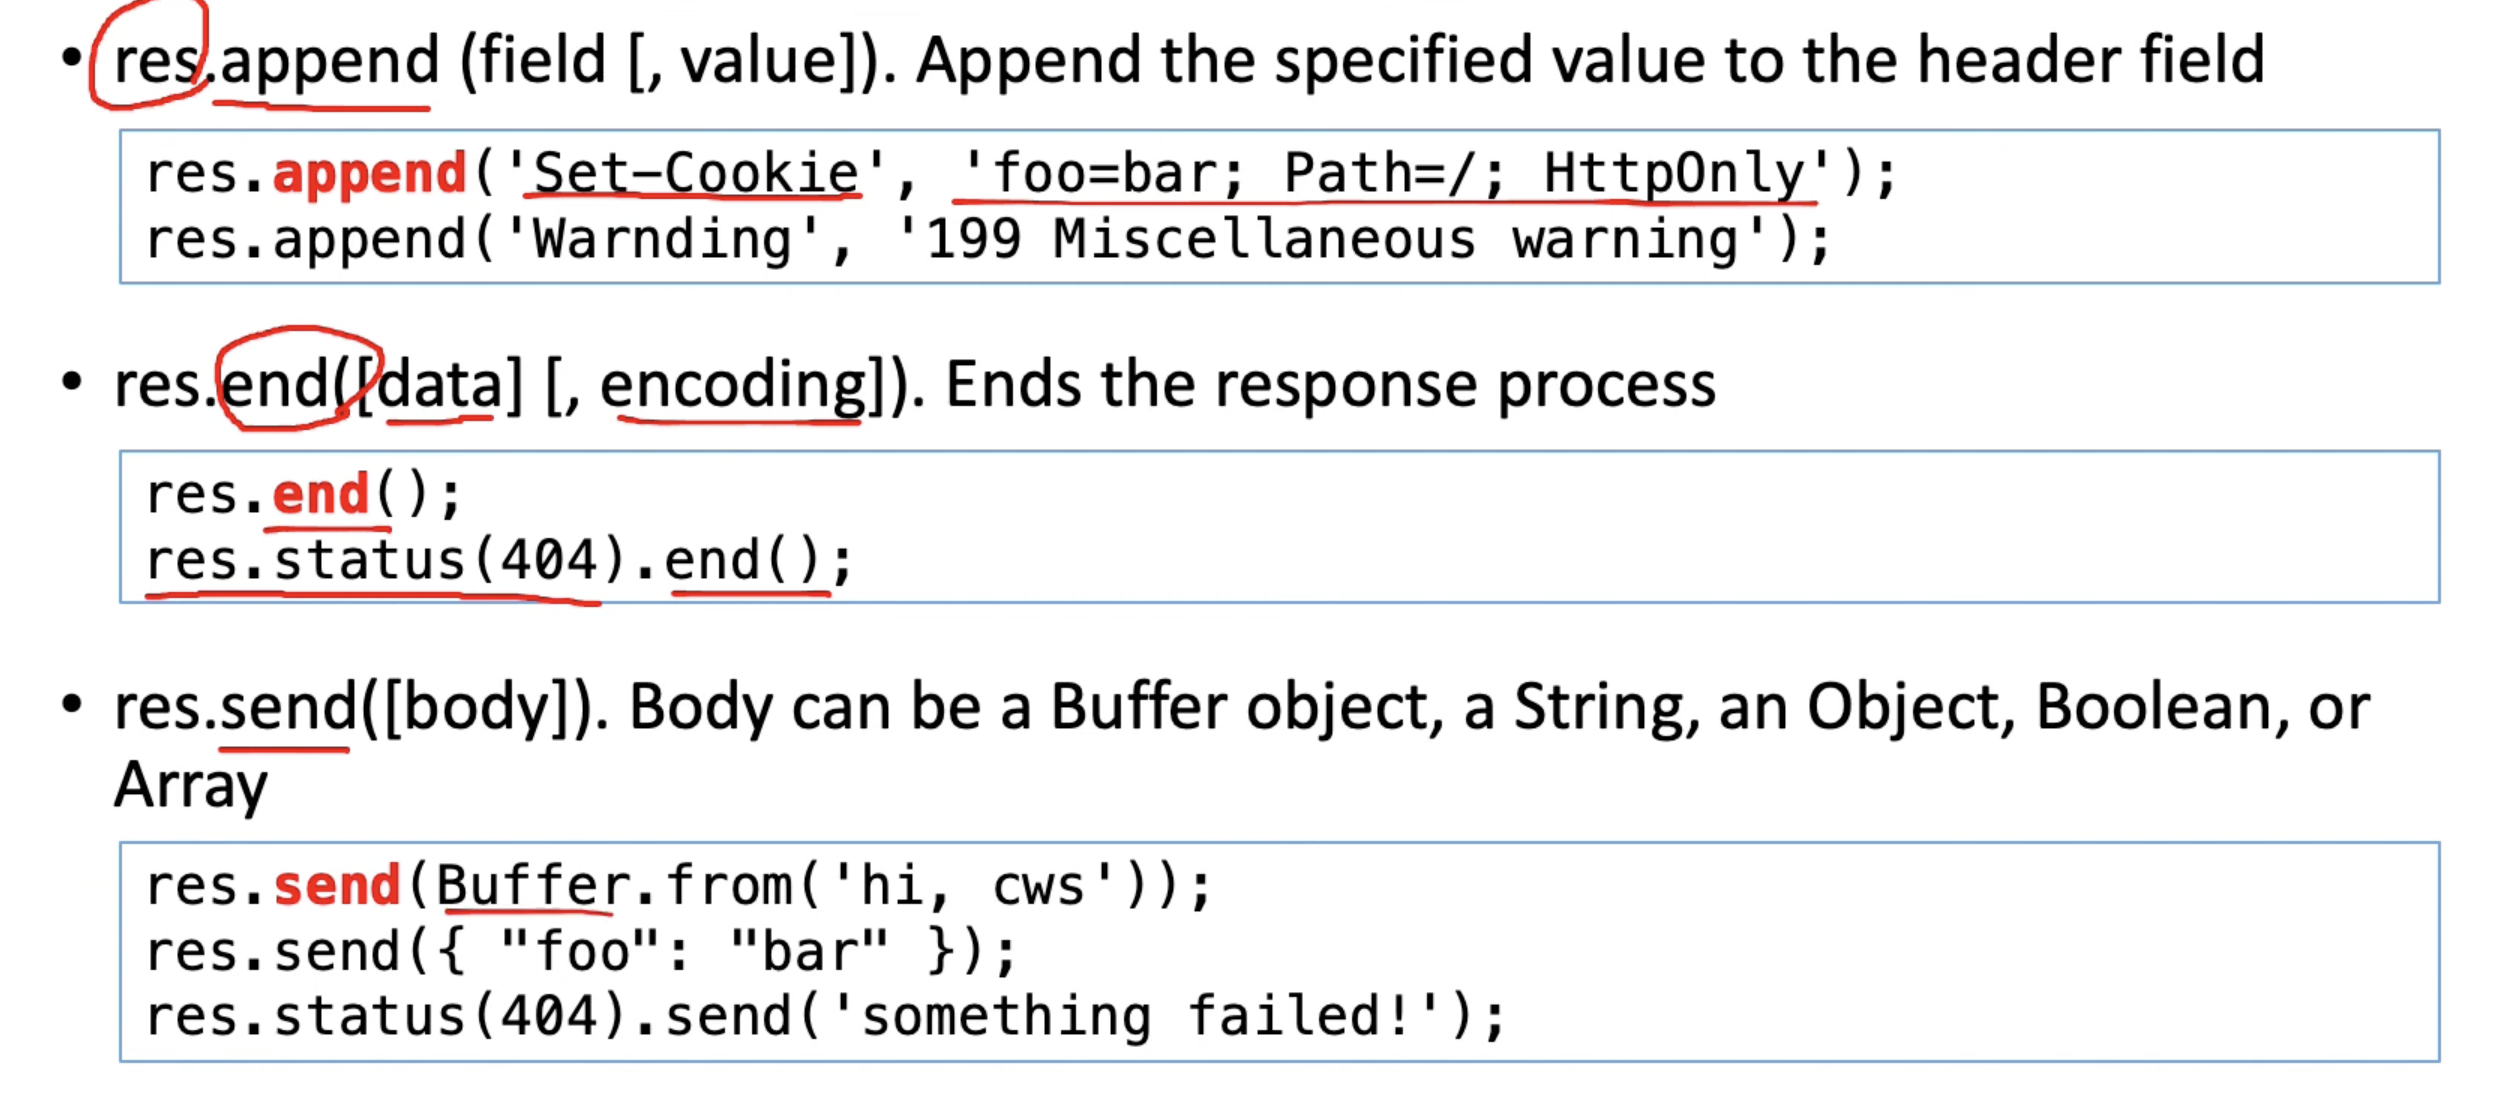 • res.append (field [, value]). Append the specified value to the header field
res.append('Set-Cookie', 'foo=bar; Path=/; HttpOnly');
res.append('Warnding', '199 Miscellaneous warning');
• res.end([data] [, encoding]). Ends the response process
res.end();
res.status(404).end();
• res.send([body]). Body can be a Buffer object, a String, an Object, Boolean, or
Array
res.send(Buffer.from('hi, cws'));
res.send({ "foo": "bar" });
res.status(404).send('something failed!');